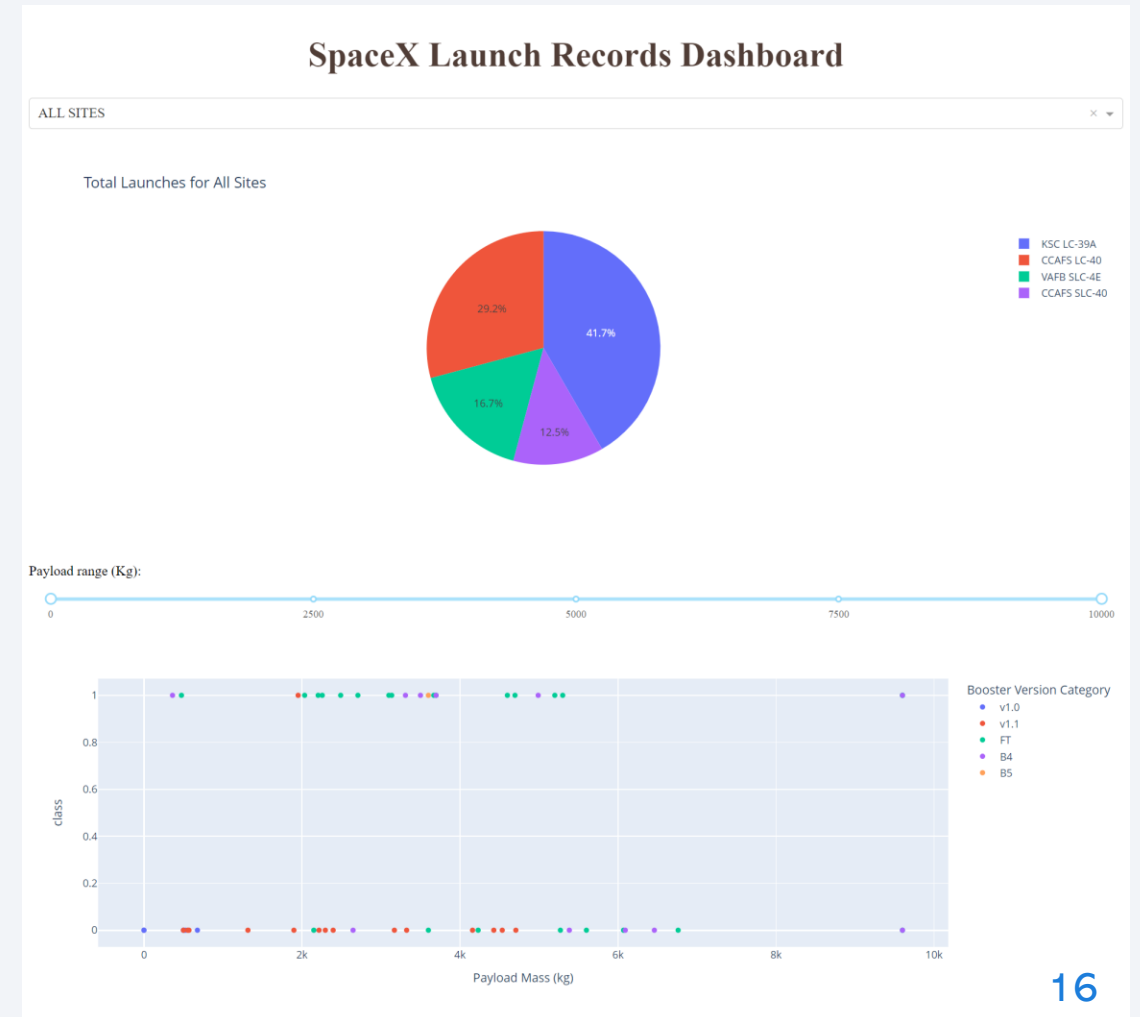 SpaceX Launch Records Dashboard
ALL SITES
Total Launches for All Sites
KSC LC-39A
CCAFS LC-40
VAFB SLC-4E
CCAFS SLC-40
29.2%
41.7%
16.7%
12.5%
Payload range (Kg):
0 2500 5000 7500 10000
Booster Version Category
v1.0
v1.1
FT
B4
B5
1
0.8
0.6
0.4
0.2
0
class
0 2k 4k 6k 8k 10k
Payload Mass (kg)
16